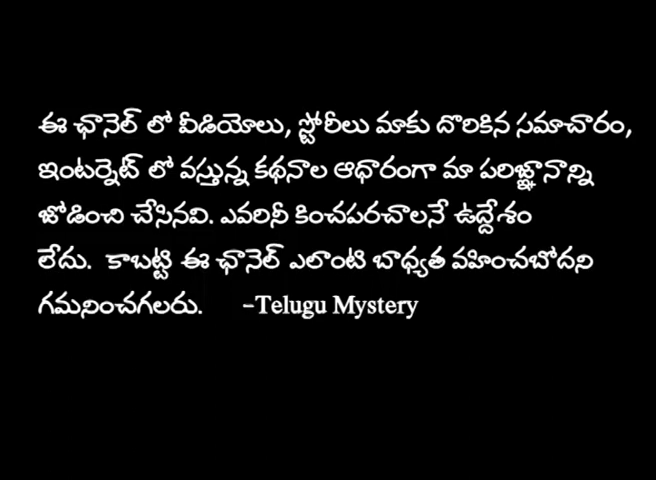 ఈ ఛానెల్ లో వీడియోలు, స్టోరీలు మాకు దొరికిన సమాచారం,
ఇంటర్నెట్ లో వస్తున్న కథనాల ఆధారంగా మా పరిజ్ఞానాన్ని
జోడించి చేసినవి. ఎవరినీ కించపరచాలనే ఉద్దేశం
లేదు. కాబట్టి ఈ ఛానెల్ ఎలాంటి బాధ్యత వహించబోదని
గమనించగలరు. -Telugu Mystery